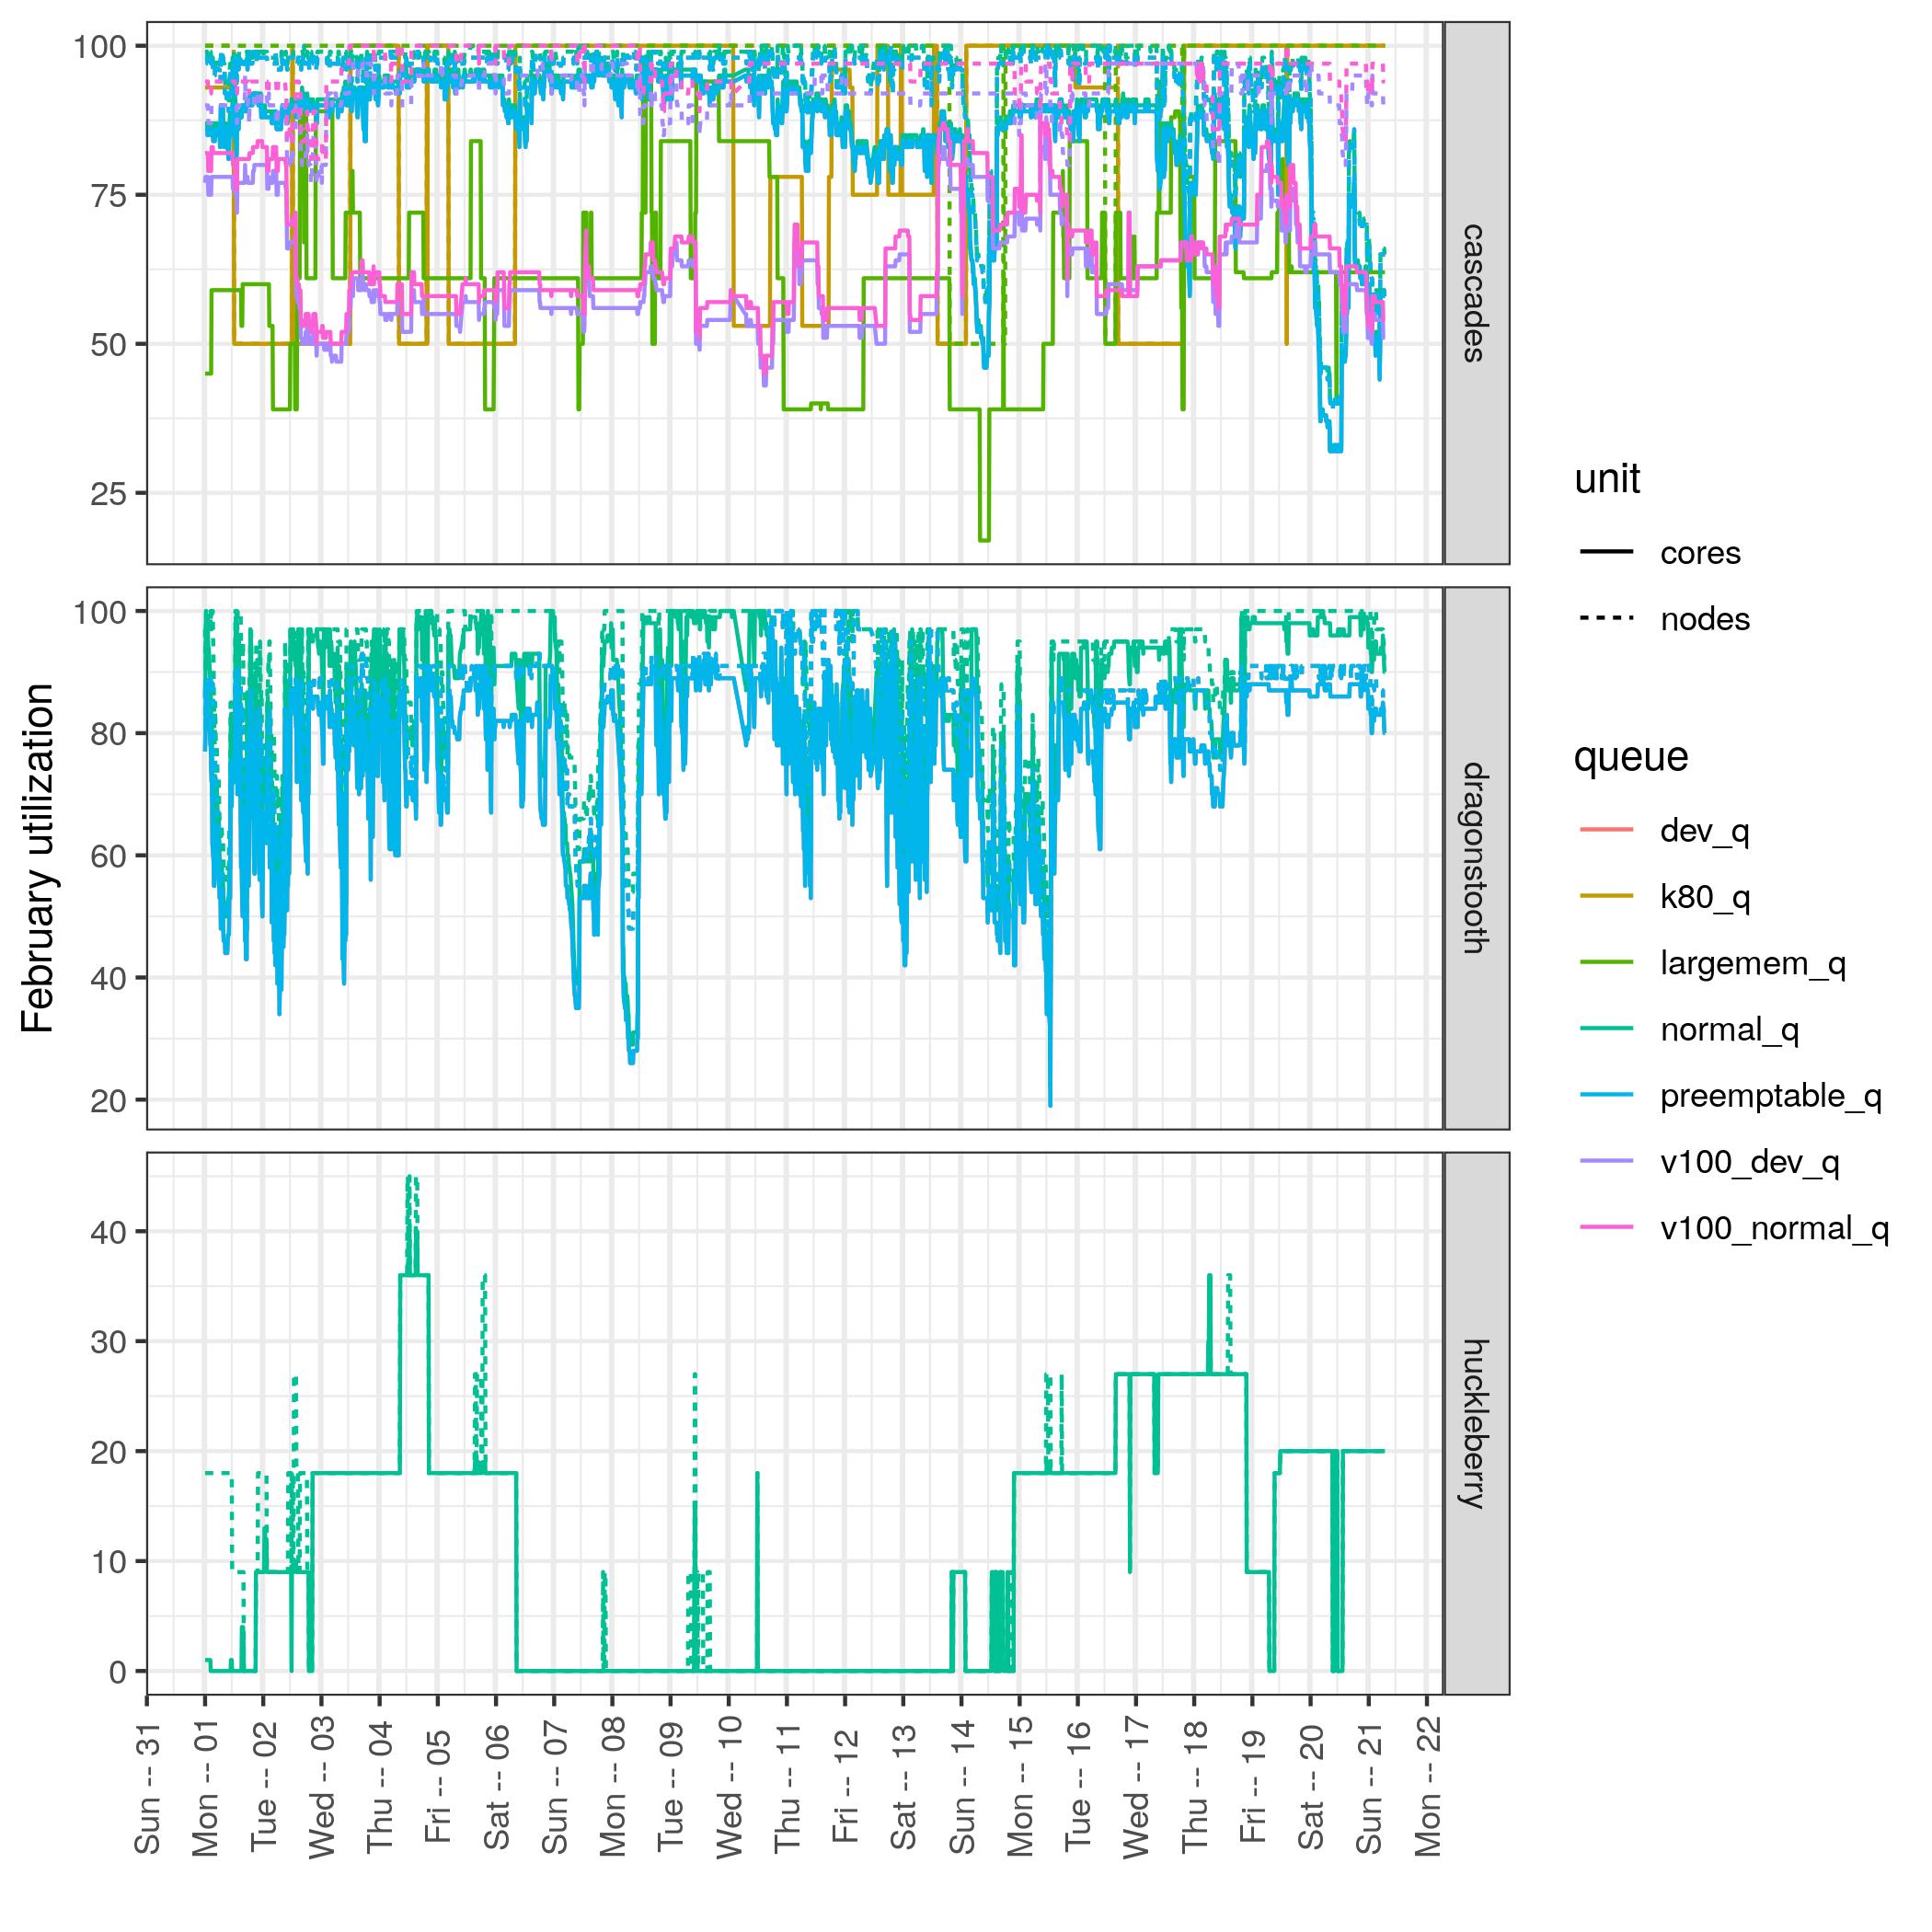 February utilization
100
75
50
25
cascades
100
80
60
40
20
dragonstooth
40
30
20
10
0
huckleberry
Sun -- 31
Mon -- 01
Tue -- 02
Wed -- 03
Thu -- 04
Fri -- 05
Sat -- 06
Sun -- 07
Mon -- 08
Tue -- 09
Wed -- 10
Thu -- 11
Fri -- 12
Sat -- 13
Sun -- 14
Mon -- 15
Tue -- 16
Wed -- 17
Thu -- 18
Fri -- 19
Sat -- 20
Sun -- 21
Mon -- 22
unit
cores
nodes
queue
dev_q
k80_q
largemem_q
normal_q
preemptable_q
v100_dev_q
v100_normal_q